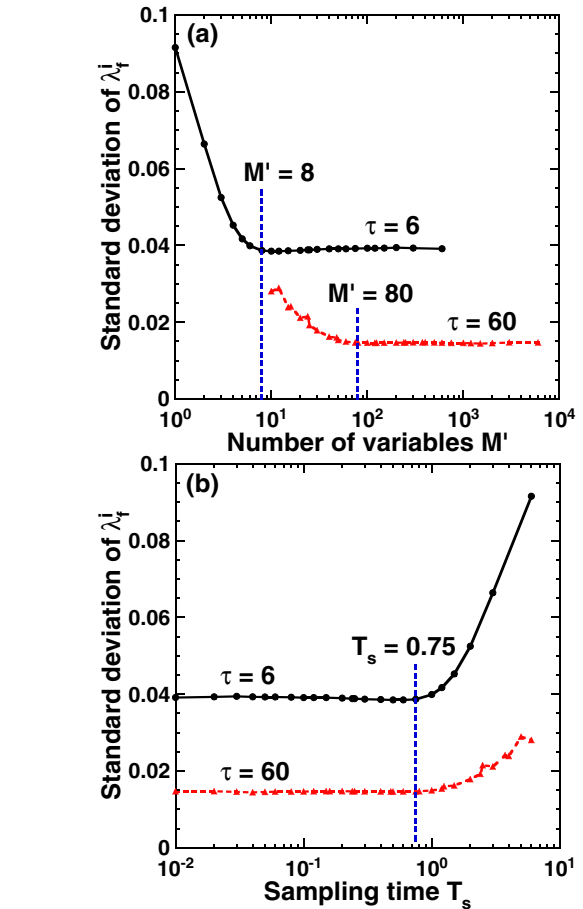 (a)
0.1
0.08
0.06
0.04
0.02
0
Standard deviation of λ_f^i
M' = 8
τ = 6
M' = 80
τ = 60
10^0 10^1 10^2 10^3 10^4
Number of variables M'
(b)
0.1
0.08
0.06
0.04
0.02
0
Standard deviation of λ_f^i
T_s = 0.75
τ = 6
τ = 60
10^-2 10^-1 10^0 10^1
Sampling time T_s